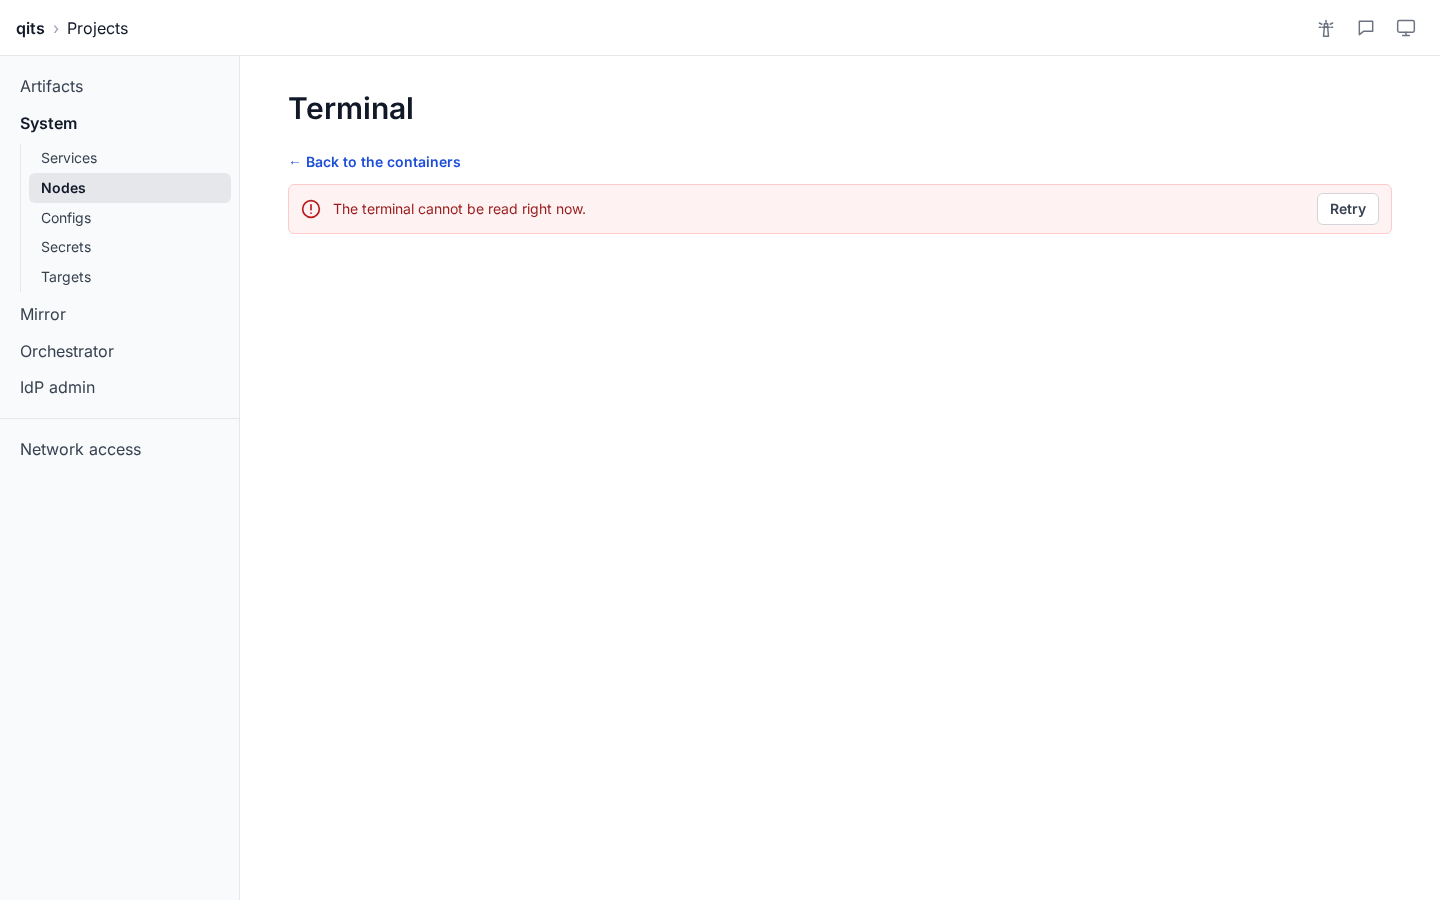 qits › Projects
Artifacts
System
Services
Nodes
Configs
Secrets
Targets
Mirror
Orchestrator
IdP admin
Network access
Terminal
← Back to the containers
The terminal cannot be read right now.
Retry